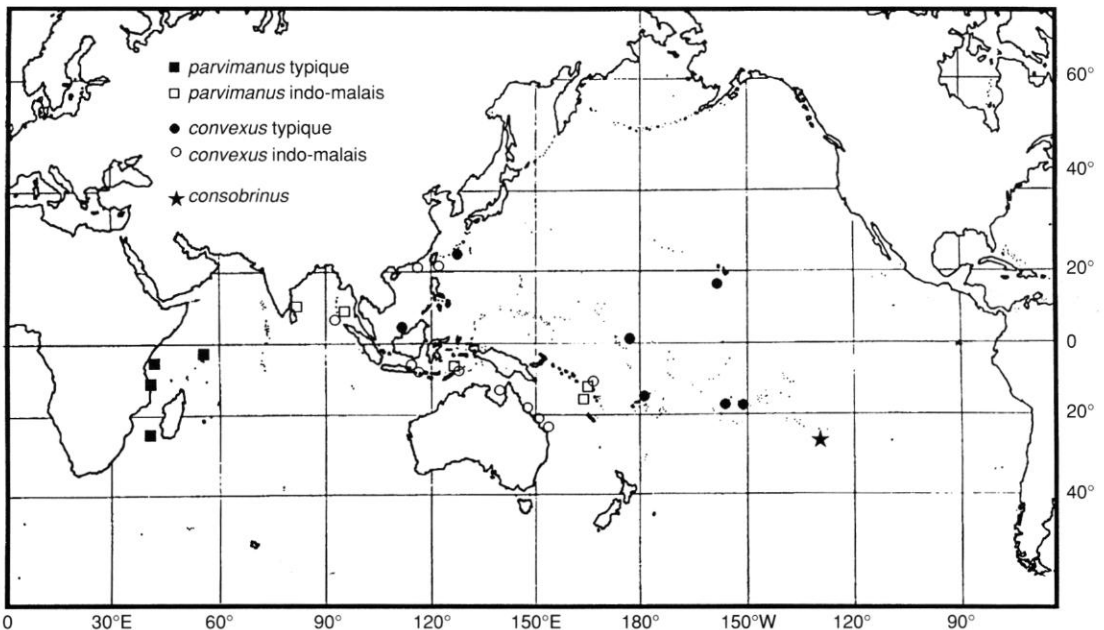 parvimanus typique
parvimanus indo-malais
convexus typique
convexus indo-malais
consobrinus
60°
40°
20°
0
20°
40°
0 30°E 60° 90° 120° 150°E 180° 150°W 120° 90°